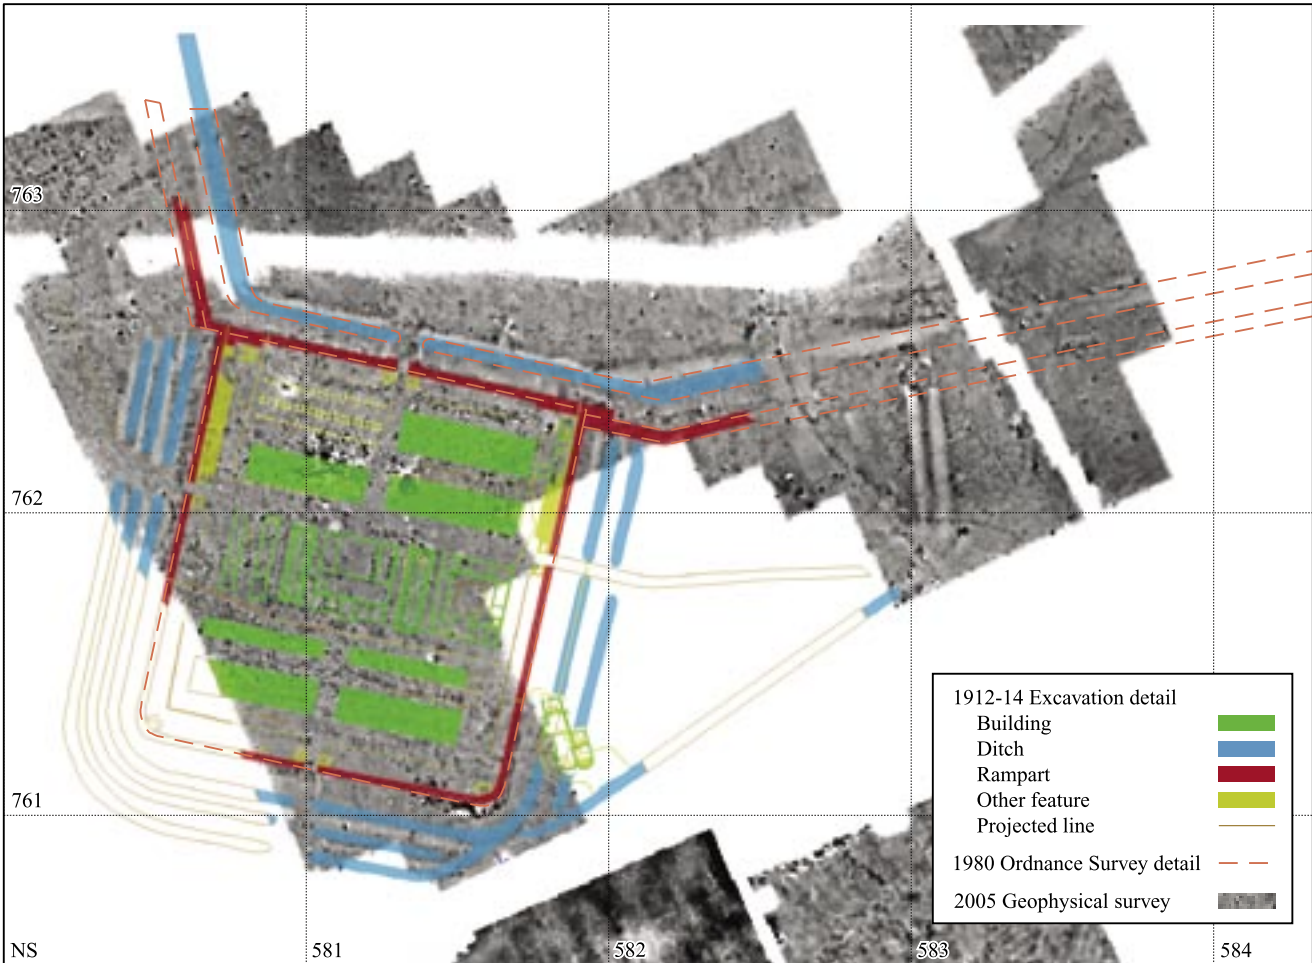 763
762
761
NS
581
582
583
584
1912-14 Excavation detail
Building
Ditch
Rampart
Other feature
Projected line
1980 Ordnance Survey detail
2005 Geophysical survey